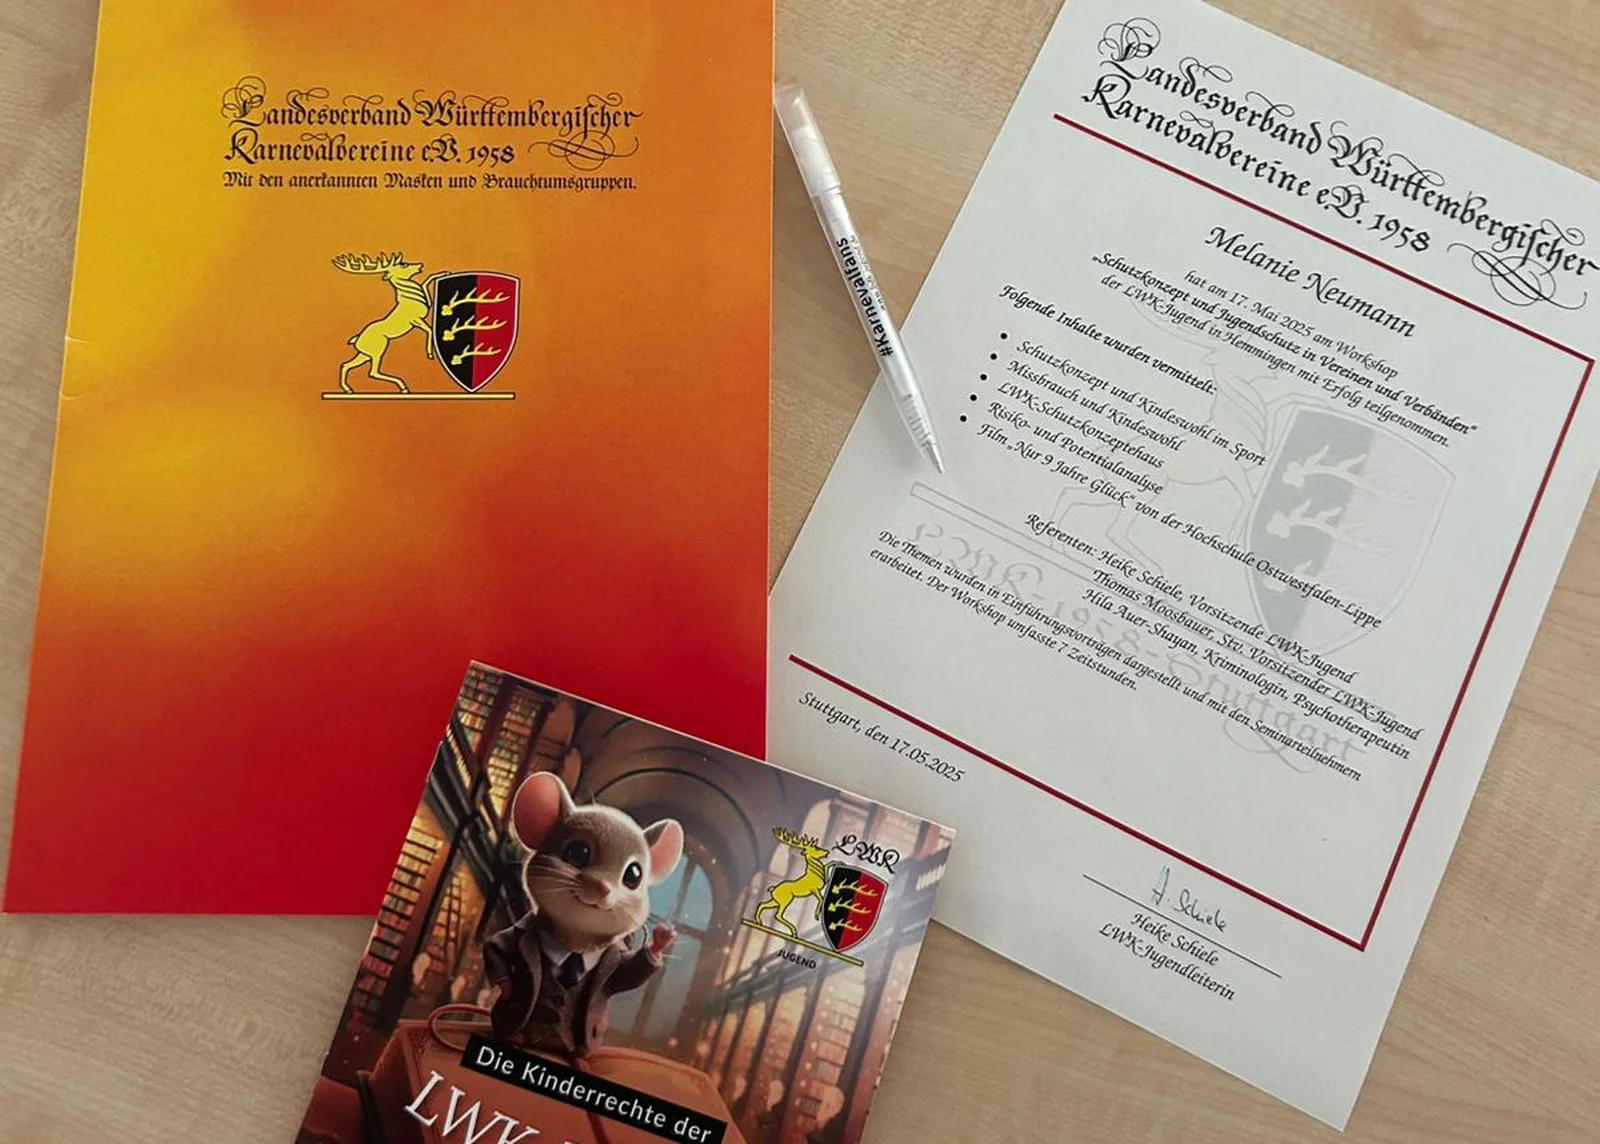 Landesverband Württembergischer
Karnevalvereine e.V. 1958
Mit den anerkannten Masken und Brauchtumsgruppen.
#Karnevalfans
Landesverband Württembergischer
Karnevalvereine e.V. 1958
Melanie Neumann
hat am 17. Mai 2025 am Workshop
„Schutzkonzept und Jugendschutz in Vereinen und Verbänden“
der LWK-Jugend in Hemmingen mit Erfolg teilgenommen.
Folgende Inhalte wurden vermittelt:
• Schutzkonzept und Kindeswohl im Sport
• Missbrauch und Kindeswohl
• LWK-Schutzkonzeptehaus
• Risiko- und Potentialanalyse
• Film „Nur 9 Jahre Glück“ von der Hochschule Ostwestfalen-Lippe
Referenten: Heike Schiele, Vorsitzende LWK-Jugend
Thomas Moosbauer, Stv. Vorsitzender LWK-Jugend
Hila Auer-Shayan, Kriminologin, Psychotherapeutin
Die Themen wurden in Einführungsvorträgen dargestellt und mit den Seminarteilnehmern
erarbeitet. Der Workshop umfasste 7 Zeitstunden.
Stuttgart, den 17.05.2025
H. Schiele
Heike Schiele
LWK-Jugendleiterin
LWK
JUGEND
Die Kinderrechte der
LWK